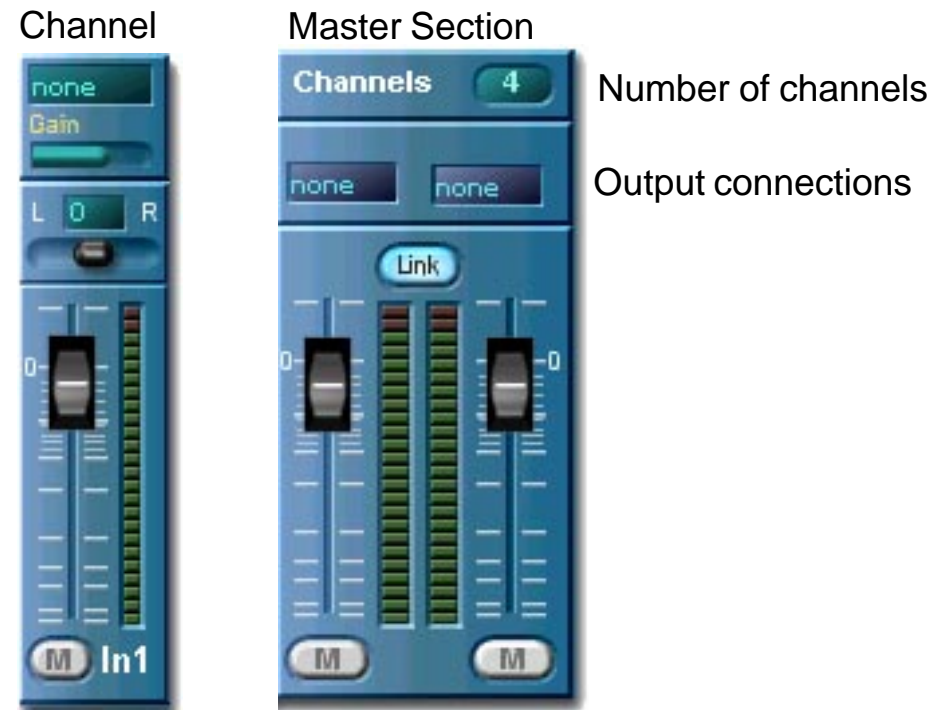 Channel
Master Section
none
Gain
L 0 R
0
M In1
Channels 4
Number of channels
none none
Output connections
Link
0 0
M M